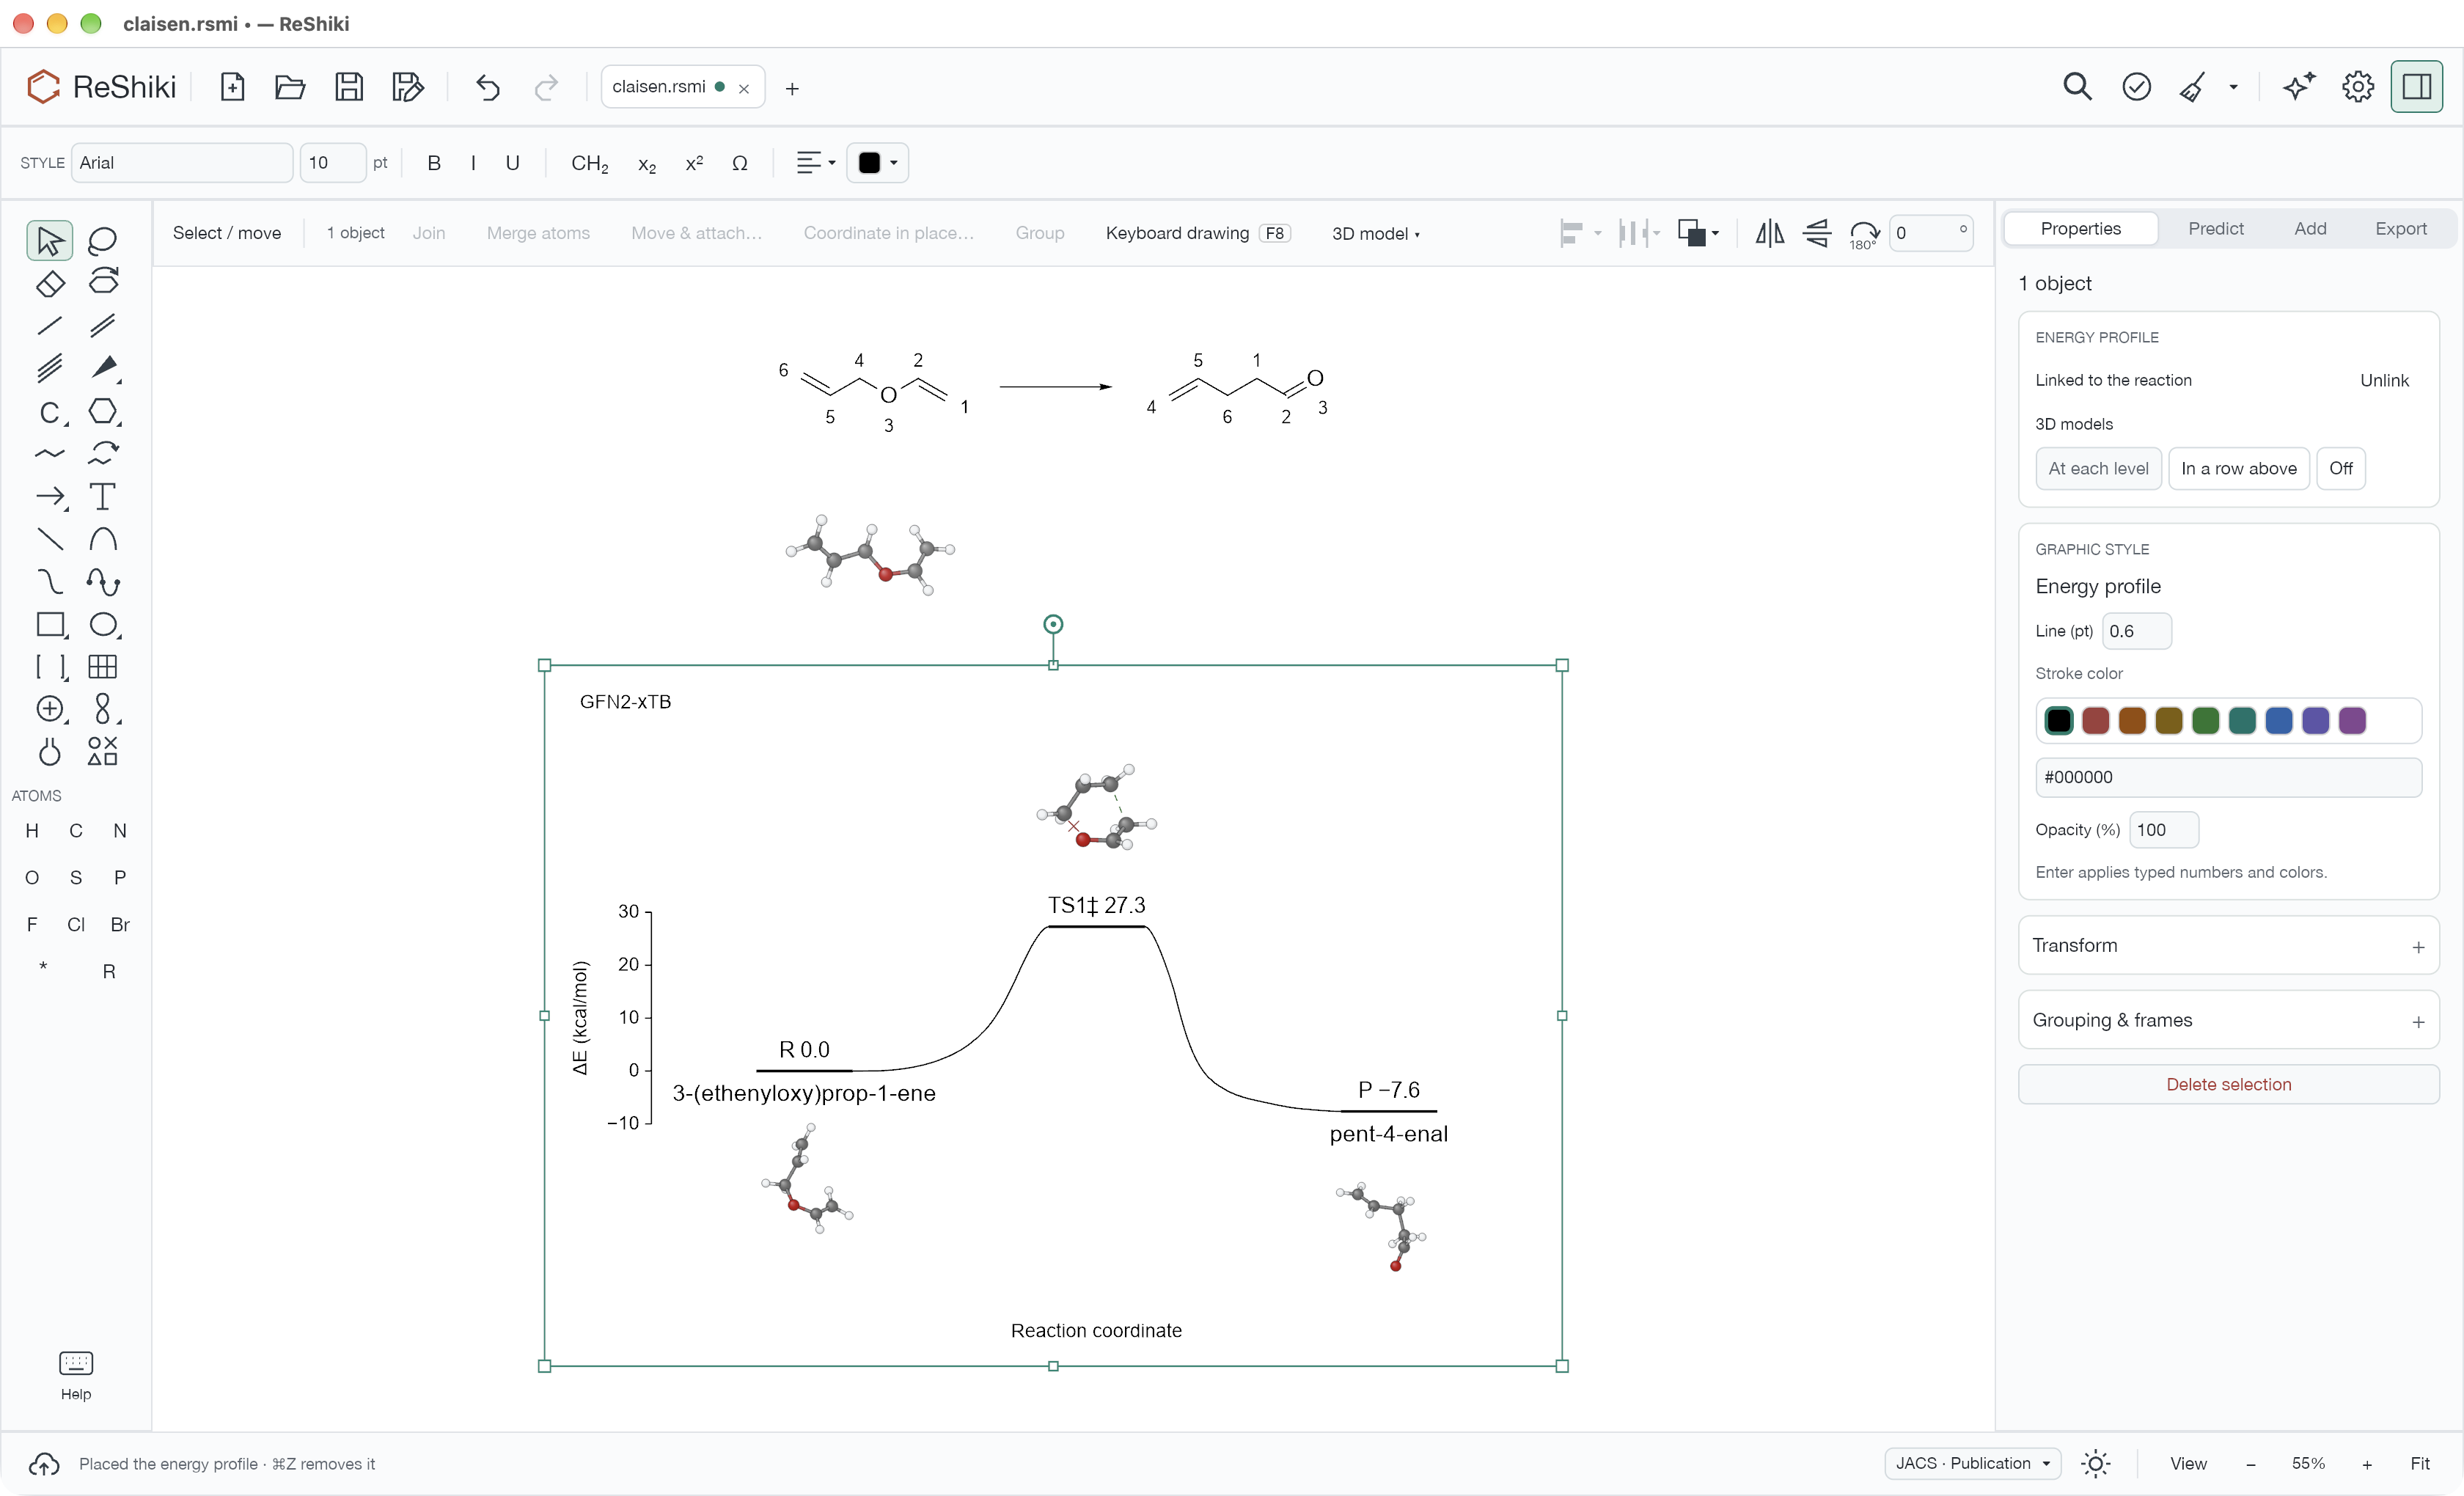 claisen.rsmi • — ReShiki
ReShiki
claisen.rsmi
STYLE Arial 10 pt B I U CH₂ x₂ x² Ω
Select / move 1 object Join Merge atoms Move & attach... Coordinate in place... Group Keyboard drawing F8 3D model 180° 0 °
Properties Predict Add Export
1 object
ENERGY PROFILE
Linked to the reaction Unlink
3D models
At each level In a row above Off
GRAPHIC STYLE
Energy profile
Line (pt) 0.6
Stroke color
#000000
Opacity (%) 100
Enter applies typed numbers and colors.
Transform +
Grouping & frames +
Delete selection
C
T
ATOMS
H C N
O S P
F Cl Br
* R
Help
6 4 2
O
5 3 1
5 1 O
4 6 2 3
GFN2-xTB
TS1‡ 27.3
30
20
10
0
−10
ΔE (kcal/mol)
R 0.0
3-(ethenyloxy)prop-1-ene
P −7.6
pent-4-enal
Reaction coordinate
Placed the energy profile · ⌘Z removes it
JACS · Publication View − 55% + Fit